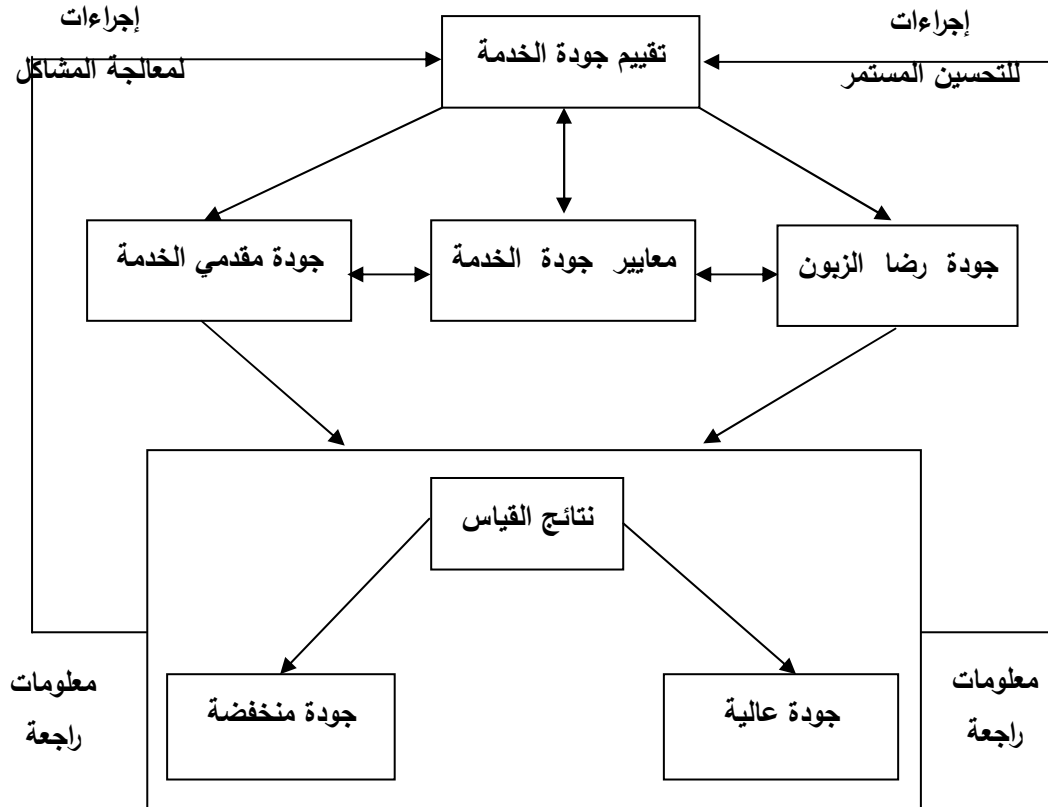 إجراءات
لمعالجة المشاكل
تقييم جودة الخدمة
إجراءات
للتحسين المستمر
جودة رضا الزبون
معايير جودة الخدمة
جودة مقدمي الخدمة
نتائج القياس
جودة عالية
جودة منخفضة
معلومات
راجعة
معلومات
راجعة